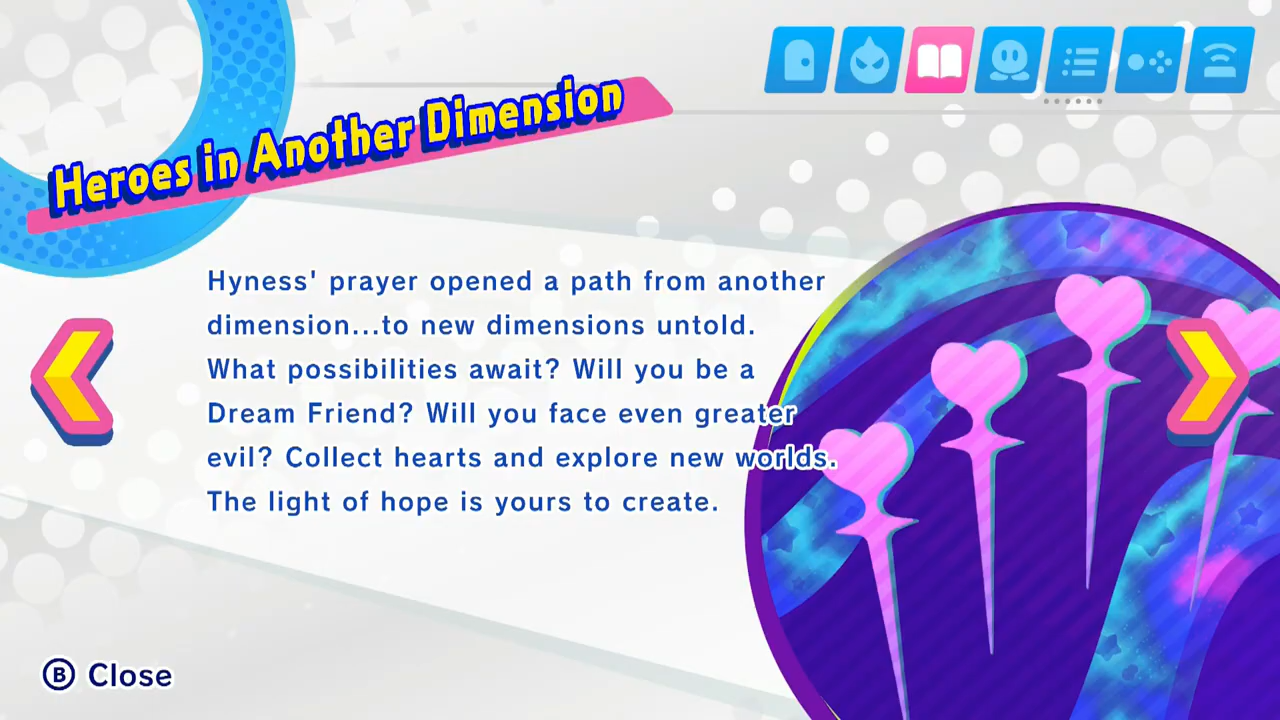 Heroes in Another Dimension
Hyness' prayer opened a path from another
dimension...to new dimensions untold.
What possibilities await? Will you be a
Dream Friend? Will you face even greater
evil? Collect hearts and explore new worlds.
The light of hope is yours to create.
B Close